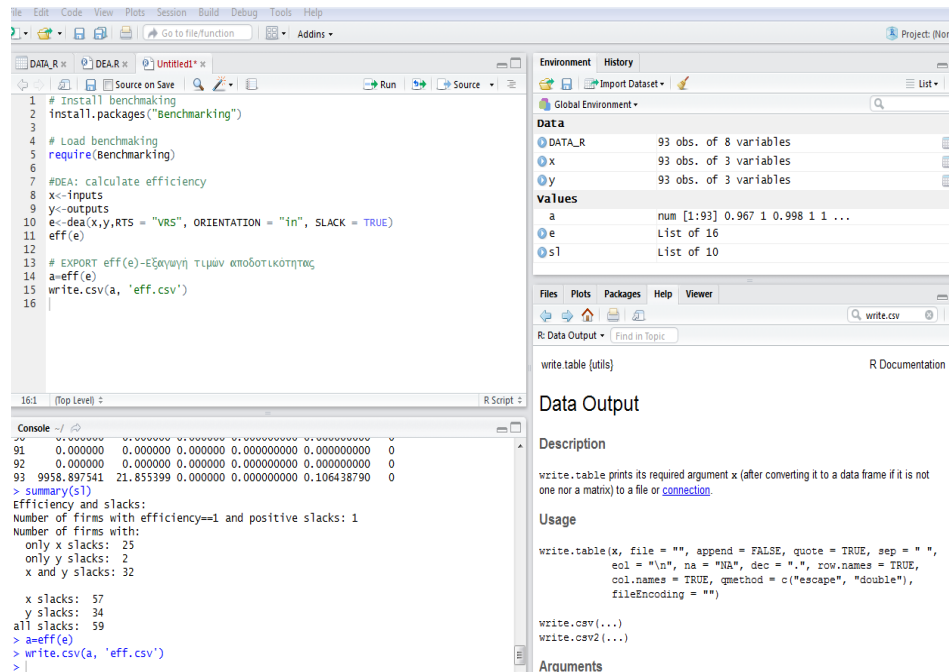 ile Edit Code View Plots Session Build Debug Tools Help
Go to file/function Addins
Project: (Non
DATA_R DEA.R Untitled1*
Source on Save Run Source
1 # Install benchmaking
2 install.packages("Benchmarking")
3
4 # Load benchmaking
5 require(Benchmarking)
6
7 #DEA: calculate efficiency
8 x<-inputs
9 y<-outputs
10 e<-dea(x,y,RTS = "VRS", ORIENTATION = "in", SLACK = TRUE)
11 eff(e)
12
13 # EXPORT eff(e)-Εξαγωγή τιμών αποδοτικότητας
14 a=eff(e)
15 write.csv(a, 'eff.csv')
16
16:1 (Top Level) R Script
Console ~/
91 0.000000 0.000000 0.000000 0.000000000 0.000000000 0
92 0.000000 0.000000 0.000000 0.000000000 0.000000000 0
93 9958.897541 21.855399 0.000000 0.000000000 0.106438790 0
> summary(sl)
Efficiency and slacks:
Number of firms with efficiency==1 and positive slacks: 1
Number of firms with:
only x slacks: 25
only y slacks: 2
x and y slacks: 32
x slacks: 57
y slacks: 34
all slacks: 59
> a=eff(e)
> write.csv(a, 'eff.csv')
>
Environment History
Import Dataset List
Global Environment
Data
DATA_R 93 obs. of 8 variables
x 93 obs. of 3 variables
y 93 obs. of 3 variables
Values
a num [1:93] 0.967 1 0.998 1 1 ...
e List of 16
sl List of 10
Files Plots Packages Help Viewer
write.csv
R: Data Output Find in Topic
write.table {utils} R Documentation
Data Output
Description
write.table prints its required argument x (after converting it to a data frame if it is not
one nor a matrix) to a file or connection.
Usage
write.table(x, file = "", append = FALSE, quote = TRUE, sep = " ",
eol = "\n", na = "NA", dec = ".", row.names = TRUE,
col.names = TRUE, qmethod = c("escape", "double"),
fileEncoding = "")
write.csv(...)
write.csv2(...)
Arguments